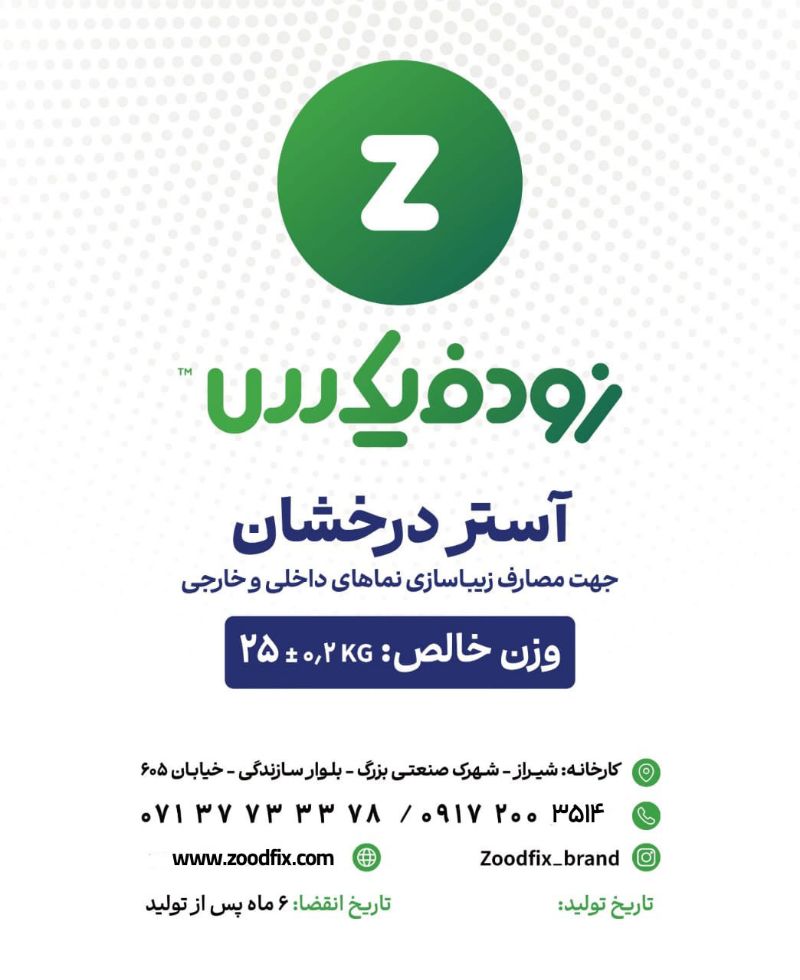 Z
زودفیکس™
آستر درخشان
جهت مصارف زیباسازی نماهای داخلی و خارجی
وزن خالص: ۲۵ ± ۰٫۲ KG
کارخانه: شیراز - شهرک صنعتی بزرگ - بلوار سازندگی - خیابان ۶۰۵
۰۷۱ ۳۷ ۷۳ ۳۳ ۷۸ / ۰۹۱۷ ۲۰۰ ۳۵۱۴
Zoodfix_brand
www.zoodfix.com
تاریخ تولید:
تاریخ انقضا: ۶ ماه پس از تولید